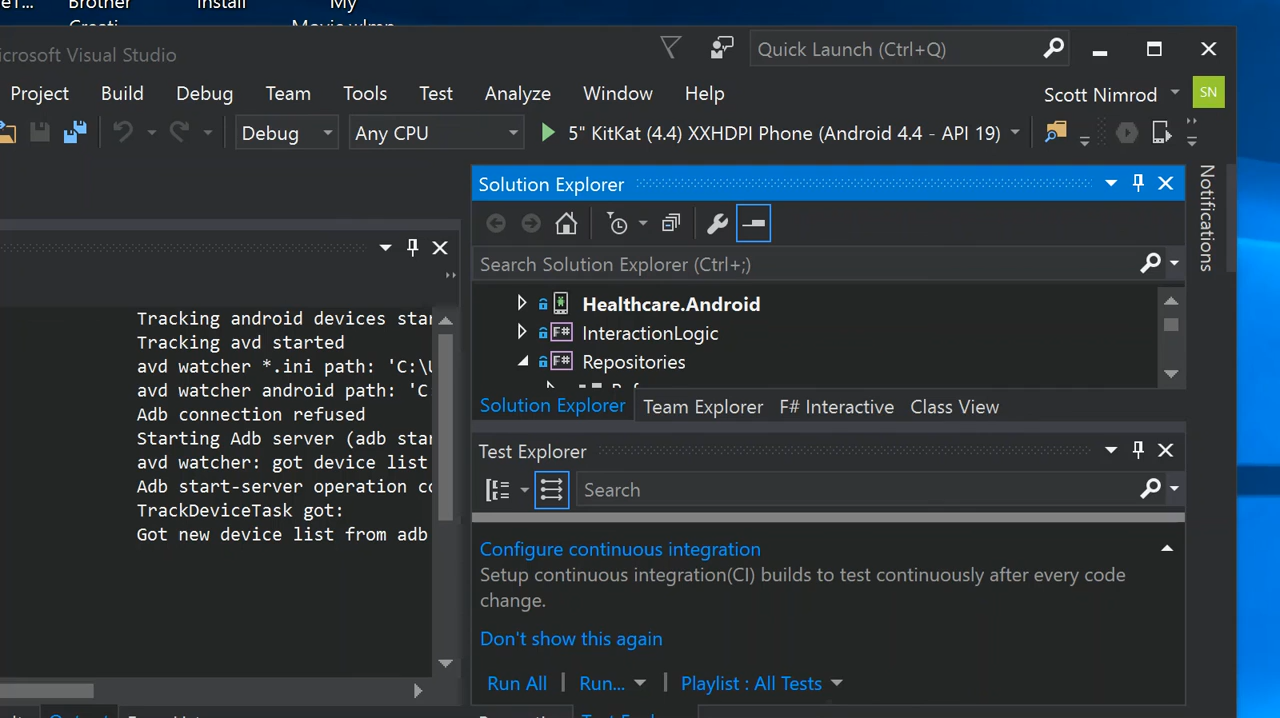 Brother
Install
My
icrosoft Visual Studio
Quick Launch (Ctrl+Q)
Project Build Debug Team Tools Test Analyze Window Help
Scott Nimrod SN
Debug Any CPU 5" KitKat (4.4) XXHDPI Phone (Android 4.4 - API 19)
Solution Explorer
Notifications
Search Solution Explorer (Ctrl+;)
Healthcare.Android
F# InteractionLogic
F# Repositories
Solution Explorer Team Explorer F# Interactive Class View
Tracking android devices star
Tracking avd started
avd watcher *.ini path: 'C:\U
avd watcher android path: 'C
Adb connection refused
Starting Adb server (adb star
avd watcher: got device list
Adb start-server operation co
TrackDeviceTask got:
Got new device list from adb
Test Explorer
Search
Configure continuous integration
Setup continuous integration(CI) builds to test continuously after every code
change.
Don't show this again
Run All | Run... | Playlist : All Tests